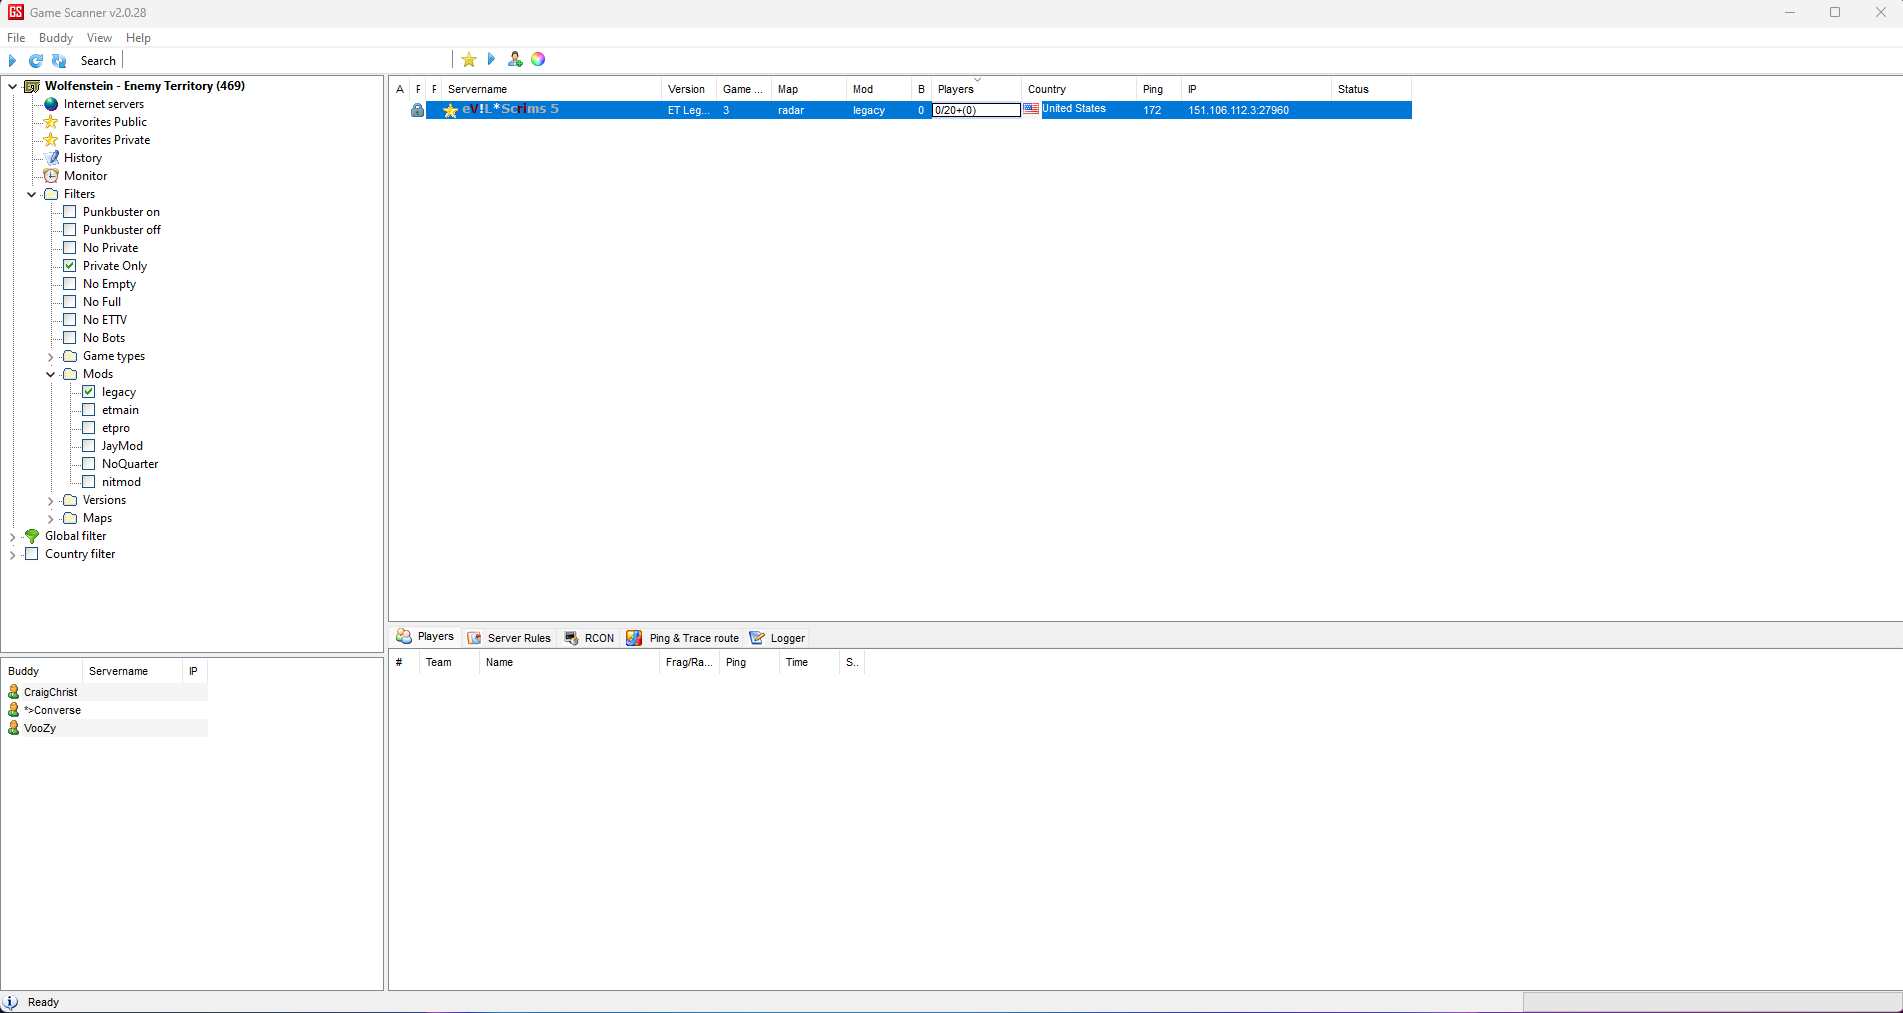 GS Game Scanner v2.0.28
File Buddy View Help
Search
Wolfenstein - Enemy Territory (469)
Internet servers
Favorites Public
Favorites Private
History
Monitor
Filters
Punkbuster on
Punkbuster off
No Private
Private Only
No Empty
No Full
No ETTV
No Bots
Game types
Mods
legacy
etmain
etpro
JayMod
NoQuarter
nitmod
Versions
Maps
Global filter
Country filter
A F F Servername Version Game ... Map Mod B Players Country Ping IP Status
eV!L*Scrims 5 ET Leg... 3 radar legacy 0 0/20+(0) United States 172 151.106.112.3:27960
Players Server Rules RCON Ping & Trace route Logger
# Team Name Frag/Ra... Ping Time S..
Buddy Servername IP
CraigChrist
*>Converse
VooZy
Ready